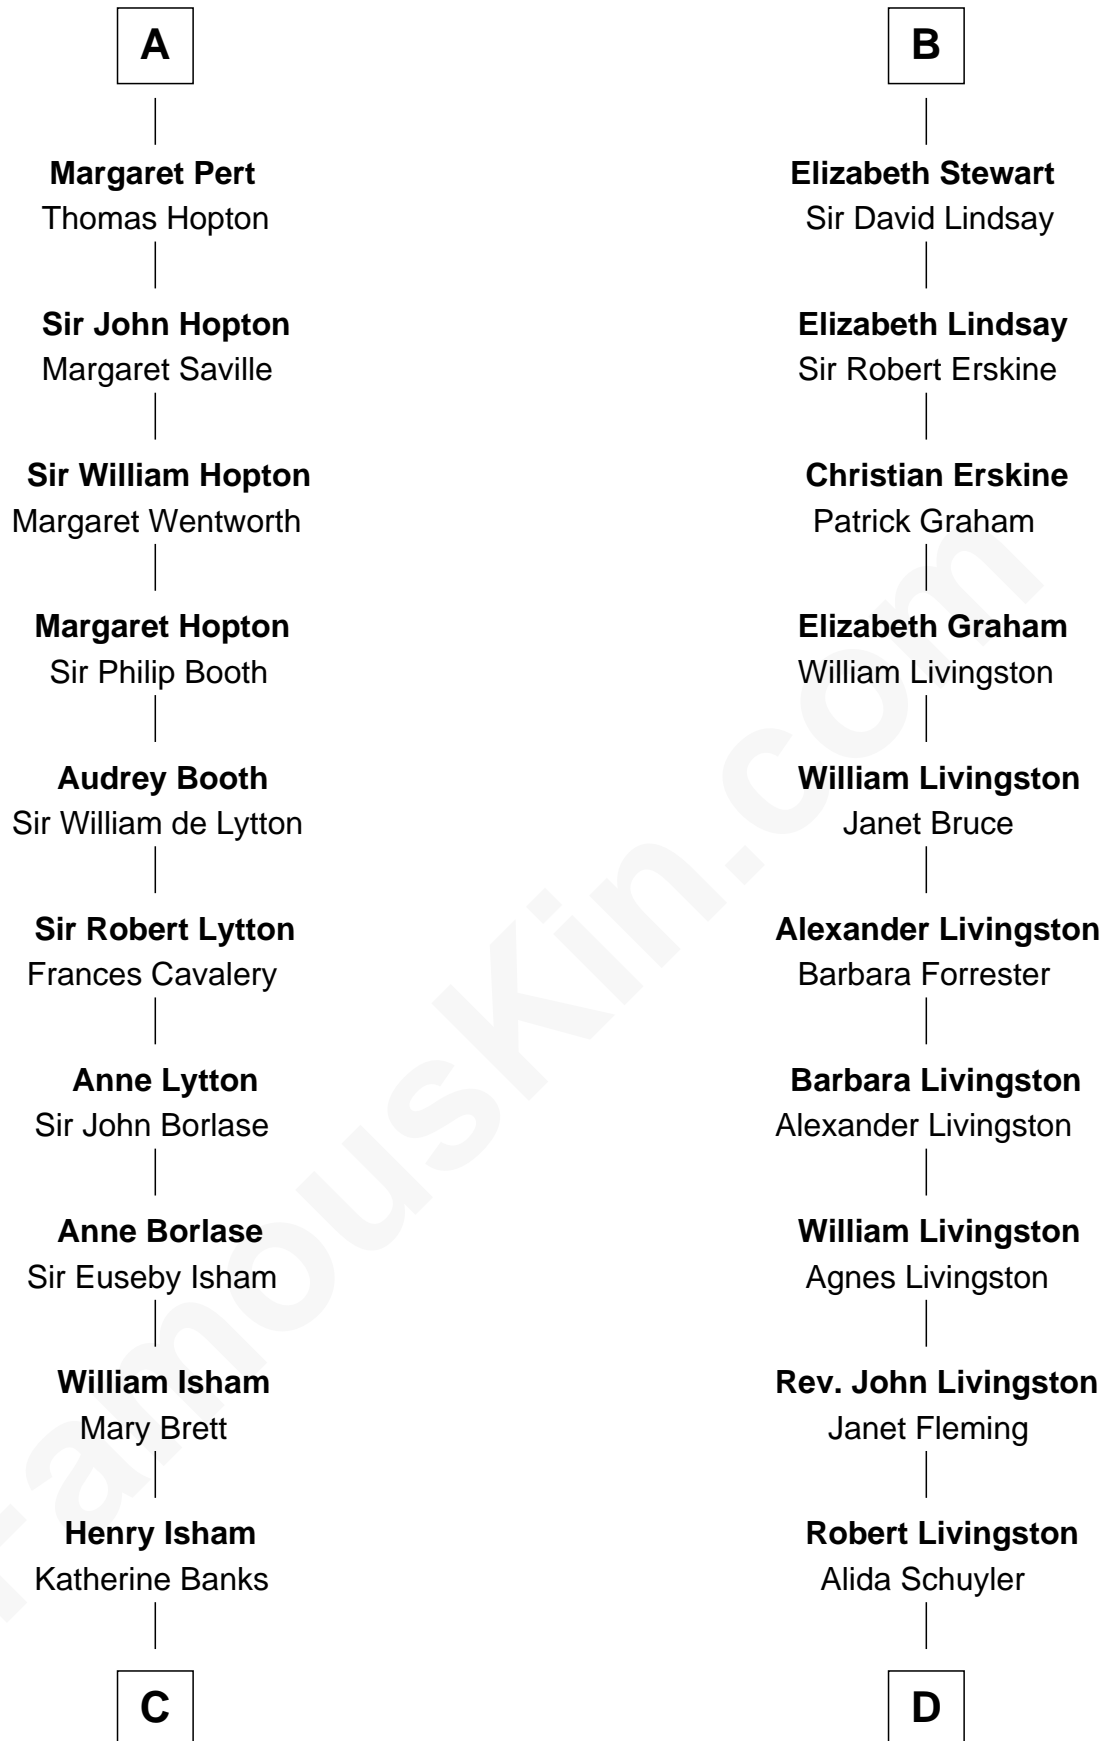 A
Margaret Pert
Thomas Hopton
Sir John Hopton
Margaret Saville
Sir William Hopton
Margaret Wentworth
Margaret Hopton
Sir Philip Booth
Audrey Booth
Sir William de Lytton
Sir Robert Lytton
Frances Cavalery
Anne Lytton
Sir John Borlase
Anne Borlase
Sir Euseby Isham
William Isham
Mary Brett
Henry Isham
Katherine Banks
C
B
Elizabeth Stewart
Sir David Lindsay
Elizabeth Lindsay
Sir Robert Erskine
Christian Erskine
Patrick Graham
Elizabeth Graham
William Livingston
William Livingston
Janet Bruce
Alexander Livingston
Barbara Forrester
Barbara Livingston
Alexander Livingston
William Livingston
Agnes Livingston
Rev. John Livingston
Janet Fleming
Robert Livingston
Alida Schuyler
D
FamousKin.com